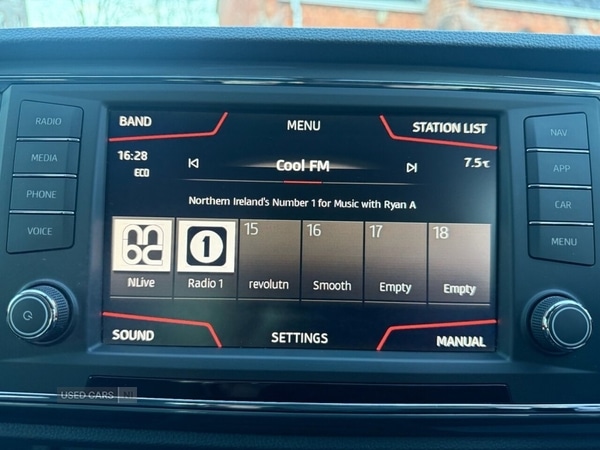 RADIO
MEDIA
PHONE
VOICE
BAND
MENU
STATION LIST
16:28
ECO
Cool FM
7.5°C
Northern Ireland's Number 1 for Music with Ryan A
15
16
17
18
1
NLive
Radio 1
revolutn
Smooth
Empty
Empty
SOUND
SETTINGS
MANUAL
NAV
APP
CAR
MENU
USED CARS NI